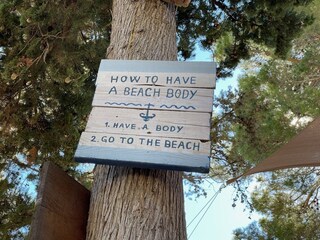 HOW TO HAVE
A BEACH BODY
1. HAVE A BODY
2. GO TO THE BEACH